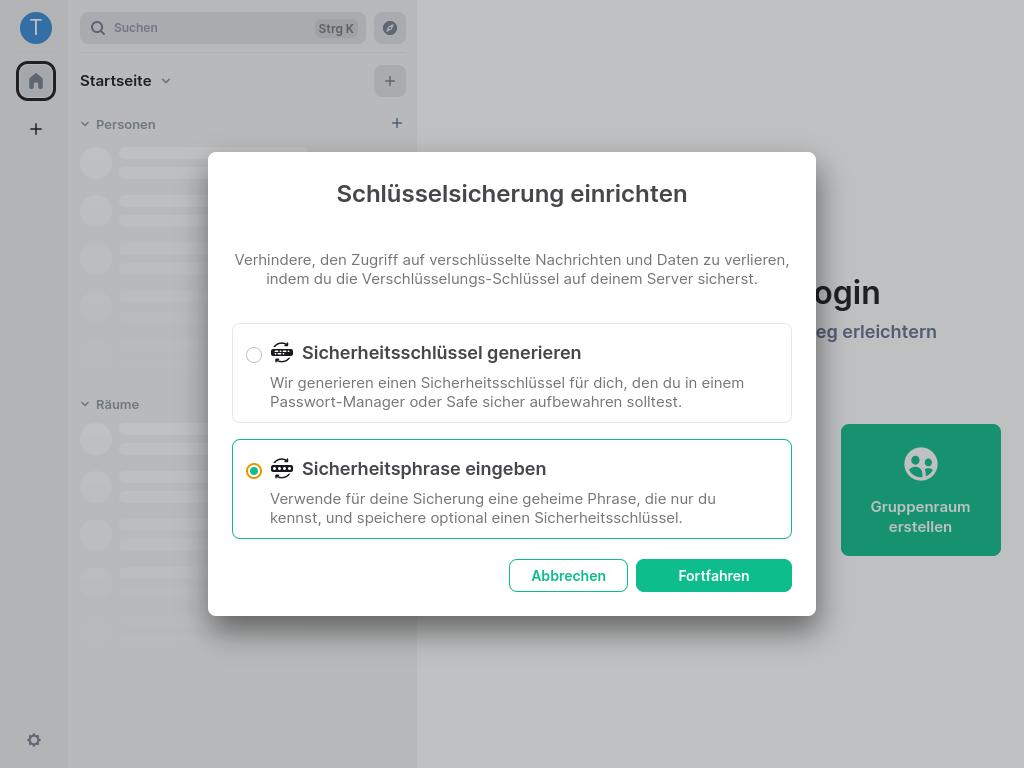 T
Suchen
Strg K
Startseite
Personen
Räume
Schlüsselsicherung einrichten
Verhindere, den Zugriff auf verschlüsselte Nachrichten und Daten zu verlieren,
indem du die Verschlüsselungs-Schlüssel auf deinem Server sicherst.
Sicherheitsschlüssel generieren
Wir generieren einen Sicherheitsschlüssel für dich, den du in einem
Passwort-Manager oder Safe sicher aufbewahren solltest.
Sicherheitsphrase eingeben
Verwende für deine Sicherung eine geheime Phrase, die nur du
kennst, und speichere optional einen Sicherheitsschlüssel.
Abbrechen
Fortfahren
ogin
eg erleichtern
Gruppenraum
erstellen